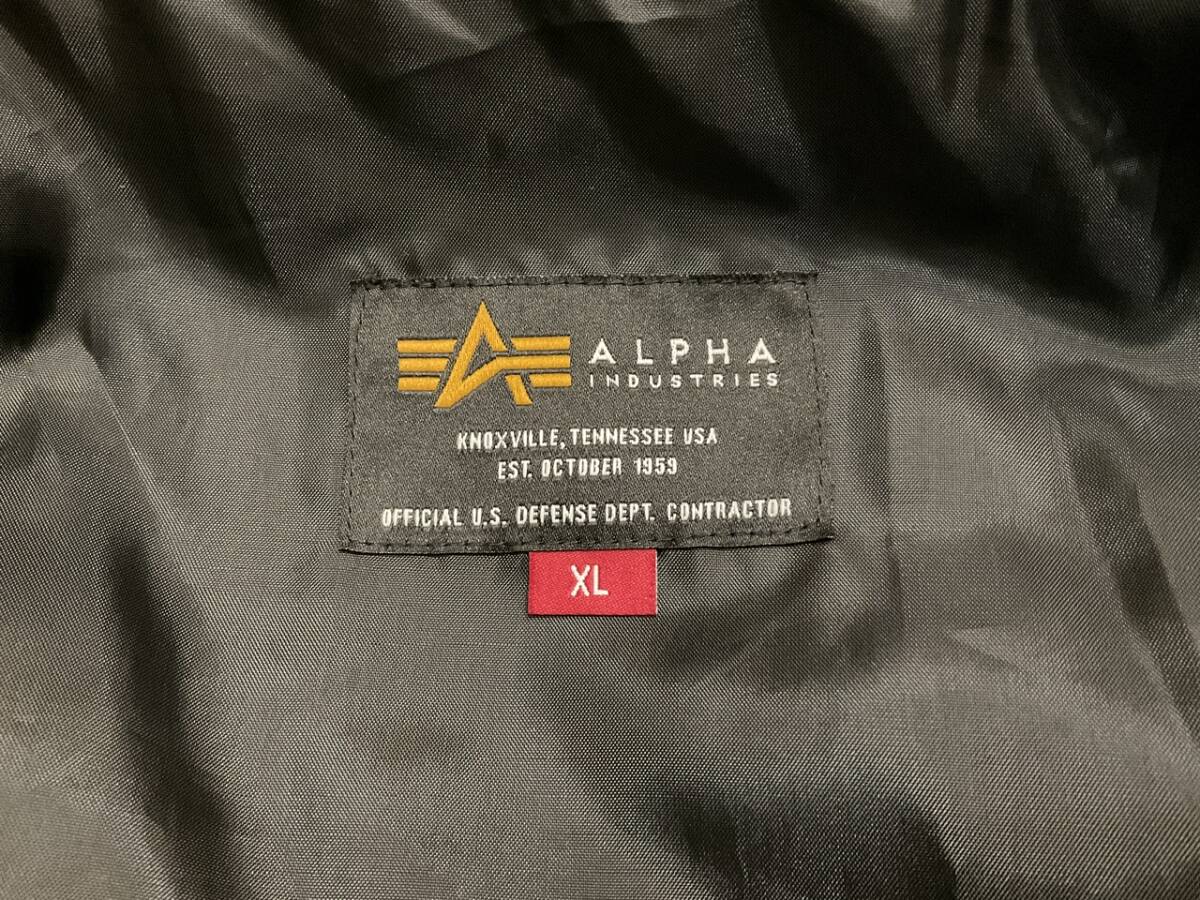 ALPHA
INDUSTRIES
KNOXVILLE, TENNESSEE USA
EST. OCTOBER 1959
OFFICIAL U.S. DEFENSE DEPT. CONTRACTOR
XL